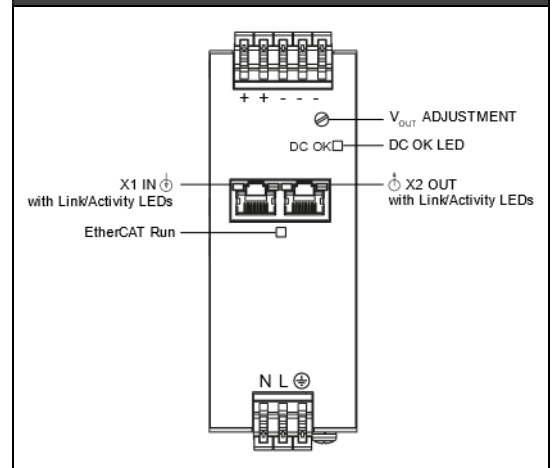 + + - - -
V_OUT ADJUSTMENT
DC OK
DC OK LED
X1 IN
with Link/Activity LEDs
X2 OUT
with Link/Activity LEDs
EtherCAT Run
N L